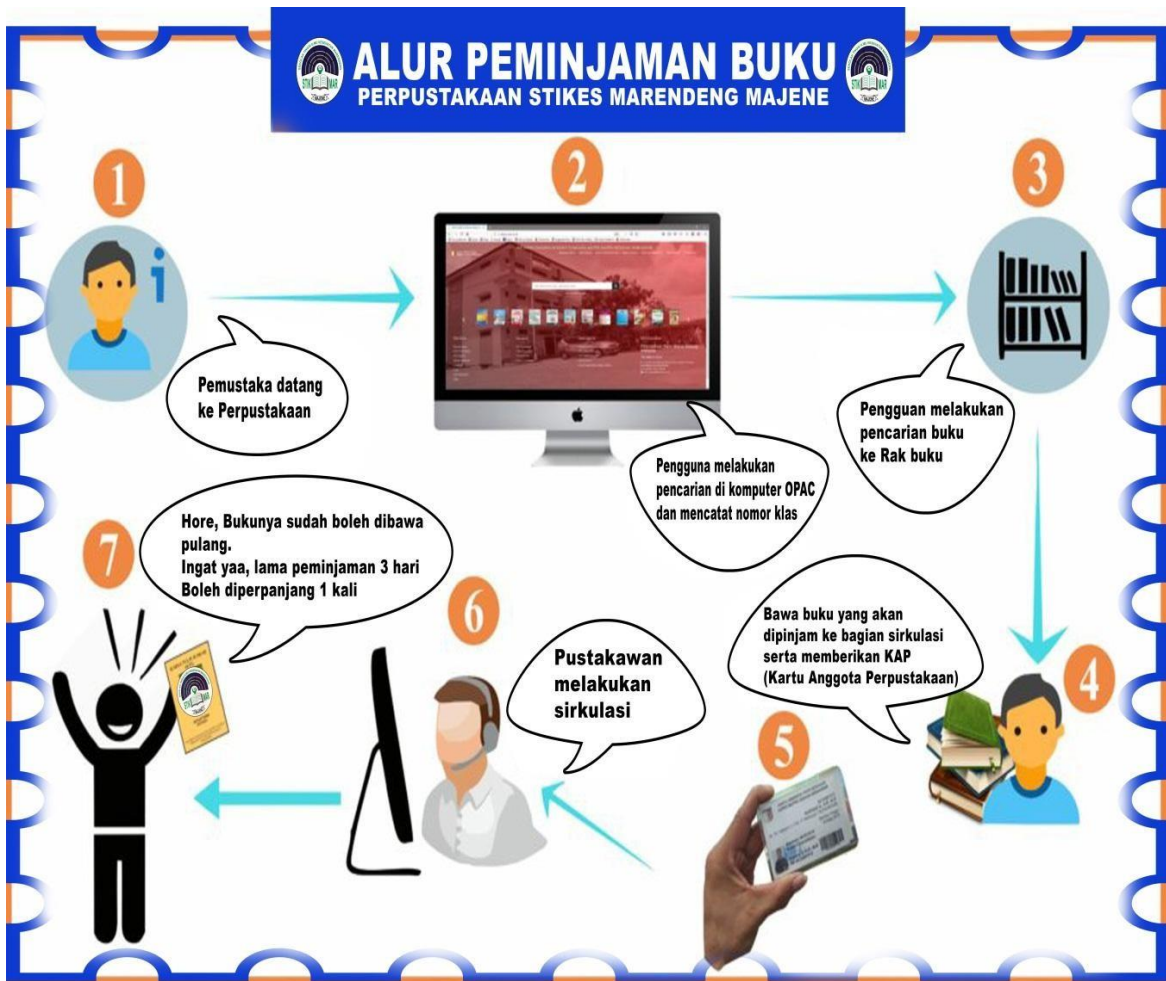 ALUR PEMINJAMAN BUKU
PERPUSTAKAAN STIKES MARENDENG MAJENE
1
Pemustaka datang
ke Perpustakaan
2
Pengguna melakukan
pencarian di komputer OPAC
dan mencatat nomor klas
3
Pengguan melakukan
pencarian buku
ke Rak buku
4
Bawa buku yang akan
dipinjam ke bagian sirkulasi
serta memberikan KAP
(Kartu Anggota Perpustakaan)
5
6
Pustakawan
melakukan
sirkulasi
7
Hore, Bukunya sudah boleh dibawa
pulang.
Ingat yaa, lama peminjaman 3 hari
Boleh diperpanjang 1 kali